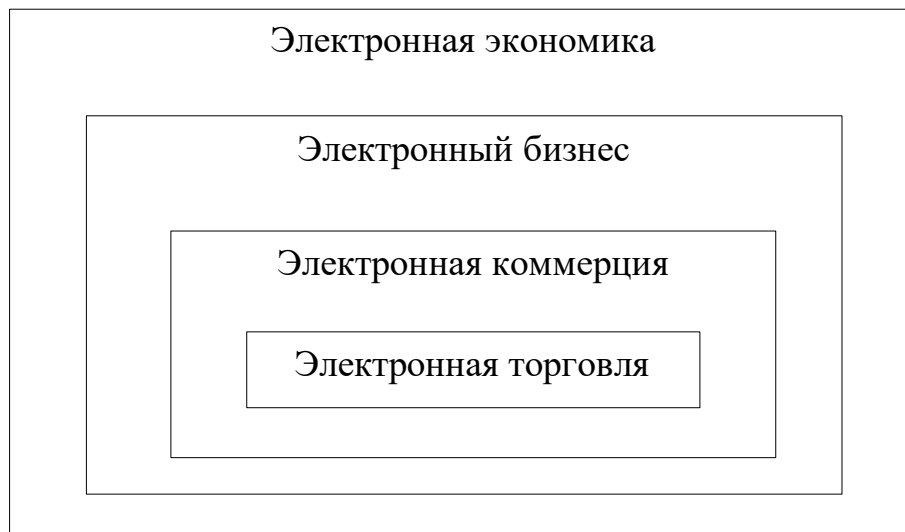 Электронная экономика
Электронный бизнес
Электронная коммерция
Электронная торговля